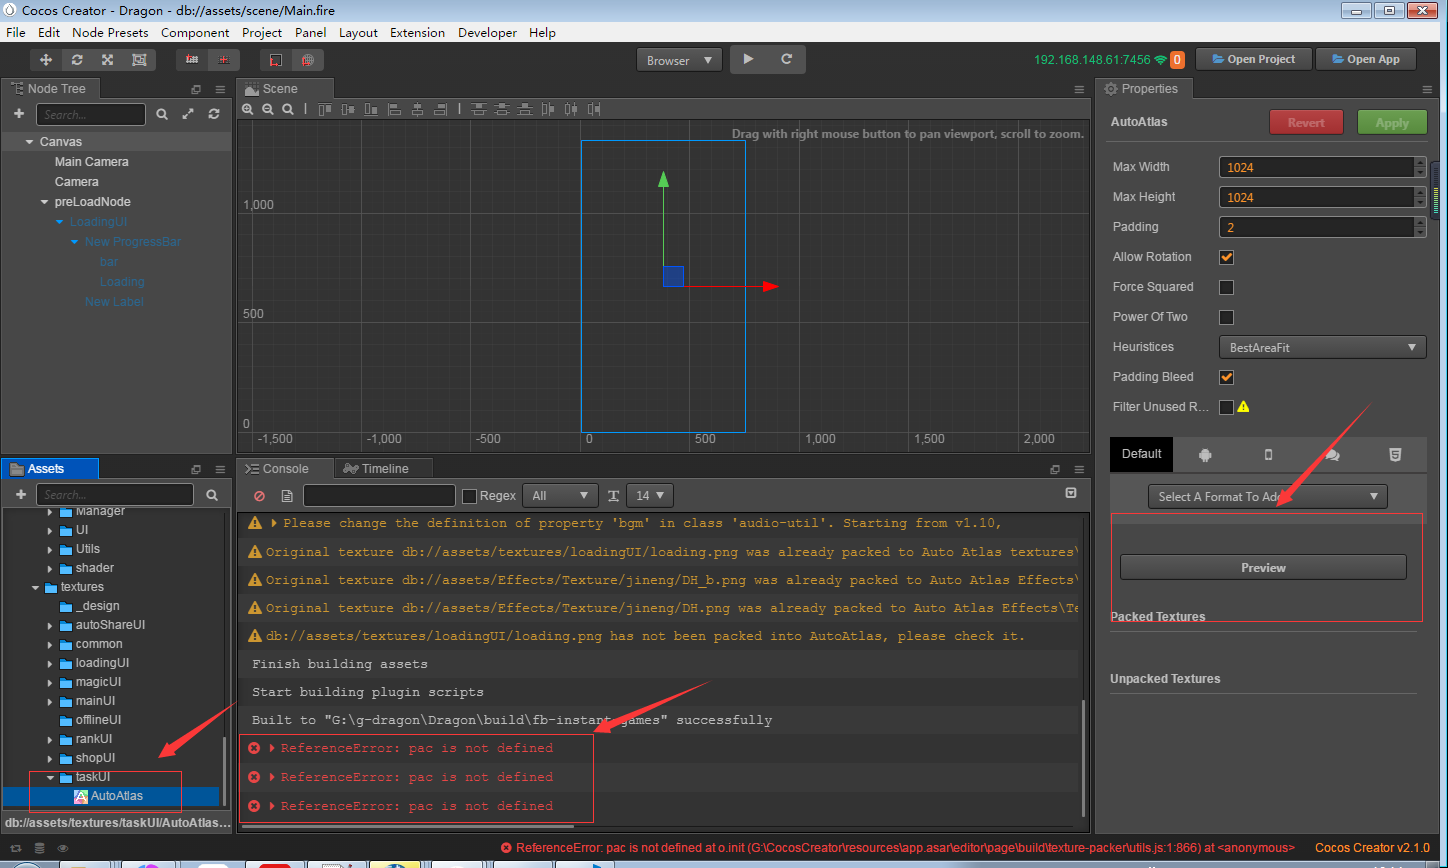 Cocos Creator - Dragon - db://assets/scene/Main.fire
File Edit Node Presets Component Project Panel Layout Extension Developer Help
Browser
192.168.148.61:7456
0
Open Project
Open App
Node Tree
Search...
Canvas
Main Camera
Camera
preLoadNode
LoadingUI
New ProgressBar
bar
Loading
New Label
Scene
Drag with right mouse button to pan viewport, scroll to zoom.
1,000
500
0
-1,500 -1,000 -500 0 500 1,000 1,500 2,000
Properties
AutoAtlas
Revert
Apply
Max Width 1024
Max Height 1024
Padding 2
Allow Rotation
Force Squared
Power Of Two
Heuristices BestAreaFit
Padding Bleed
Filter Unused R...
Default
Select A Format To Add
Preview
Packed Textures
Unpacked Textures
Assets
Search...
Manager
UI
Utils
shader
textures
_design
autoShareUI
common
loadingUI
magicUI
mainUI
offlineUI
rankUI
shopUI
taskUI
AutoAtlas
db://assets/textures/taskUI/AutoAtlas...
Console
Timeline
Regex
All
14
Please change the definition of property 'bgm' in class 'audio-util'. Starting from v1.10,
Original texture db://assets/textures/loadingUI/loading.png was already packed to Auto Atlas textures\
Original texture db://assets/Effects/Texture/jineng/DH_b.png was already packed to Auto Atlas Effects\
Original texture db://assets/Effects/Texture/jineng/DH.png was already packed to Auto Atlas Effects\Te
db://assets/textures/loadingUI/loading.png has not been packed into AutoAtlas, please check it.
Finish building assets
Start building plugin scripts
Built to "G:\g-dragon\Dragon\build\fb-instant-games" successfully
ReferenceError: pac is not defined
ReferenceError: pac is not defined
ReferenceError: pac is not defined
ReferenceError: pac is not defined at o.init (G:\CocosCreator\resources\app.asar\editor\page\build\texture-packer\utils.js:1:866) at <anonymous>
Cocos Creator v2.1.0